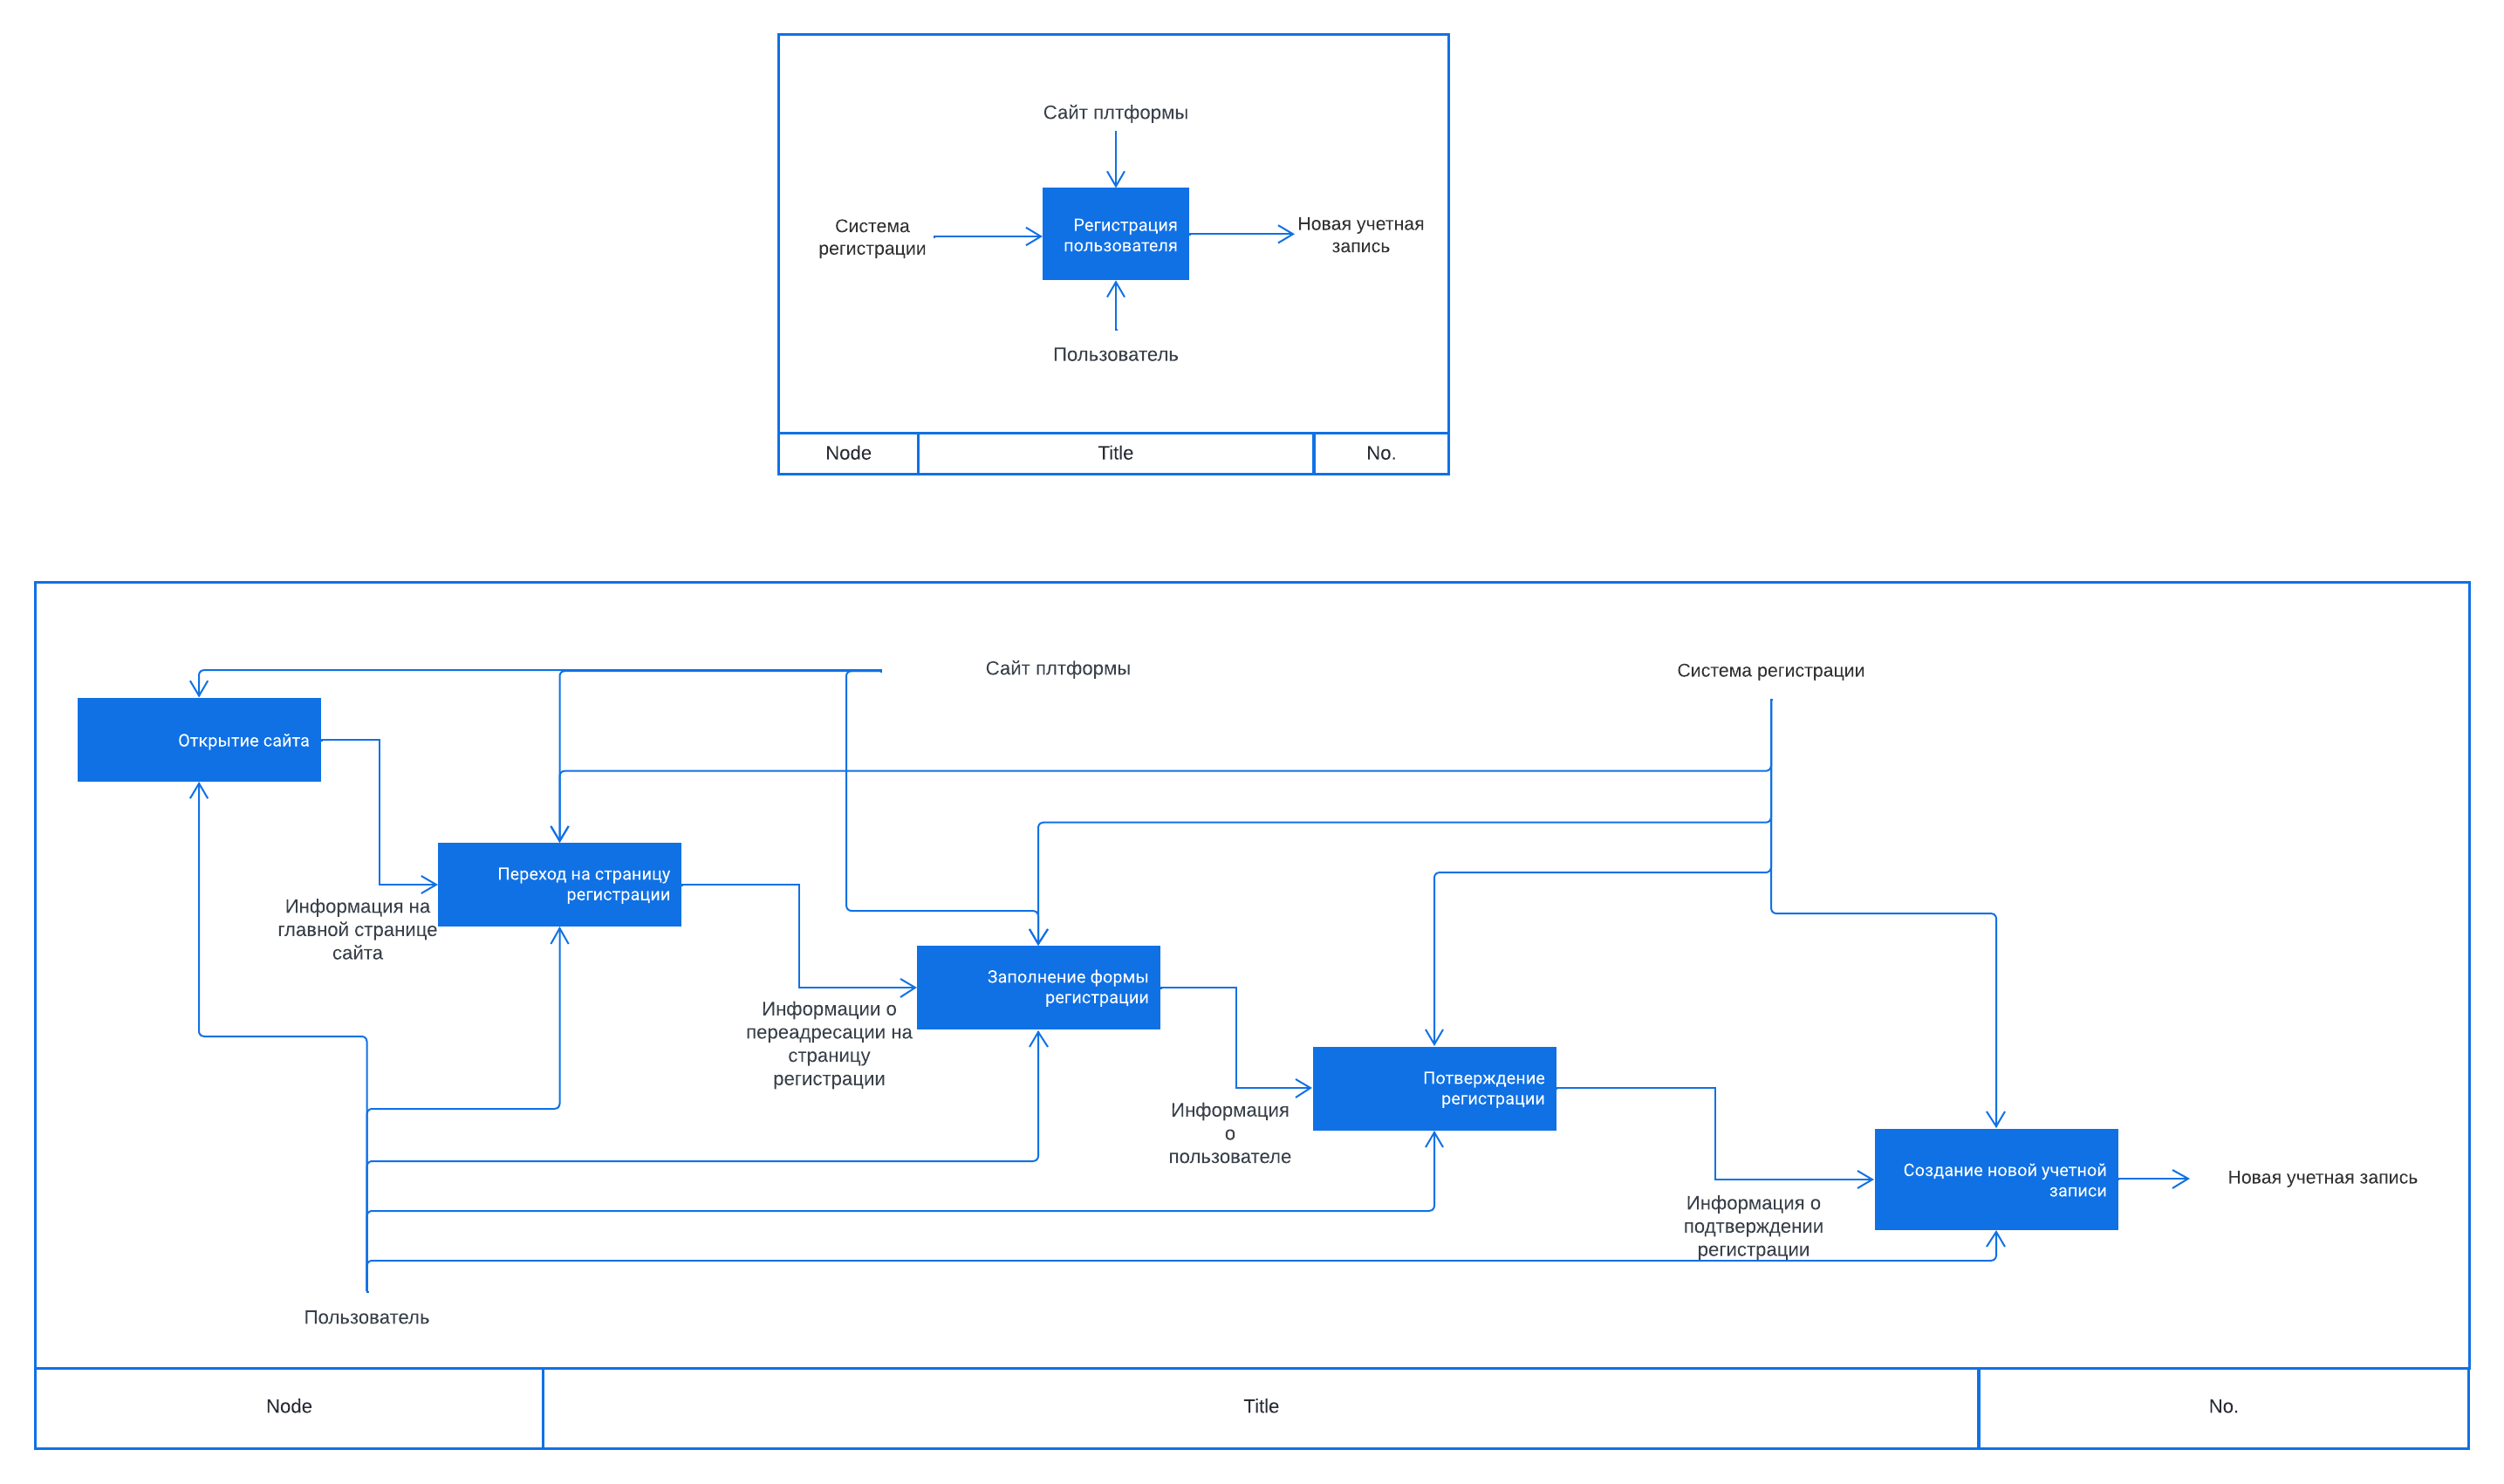 Сайт плтформы
Система
регистрации
Регистрация
пользователя
Новая учетная
запись
Пользователь
Node
Title
No.
Сайт плтформы
Система регистрации
Открытие сайта
Переход на страницу
регистрации
Информация на
главной странице
сайта
Заполнение формы
регистрации
Информации о
переадресации на
страницу
регистрации
Потверждение
регистрации
Информация
о
пользователе
Создание новой учетной
записи
Новая учетная запись
Информация о
подтверждении
регистрации
Пользователь
Node
Title
No.